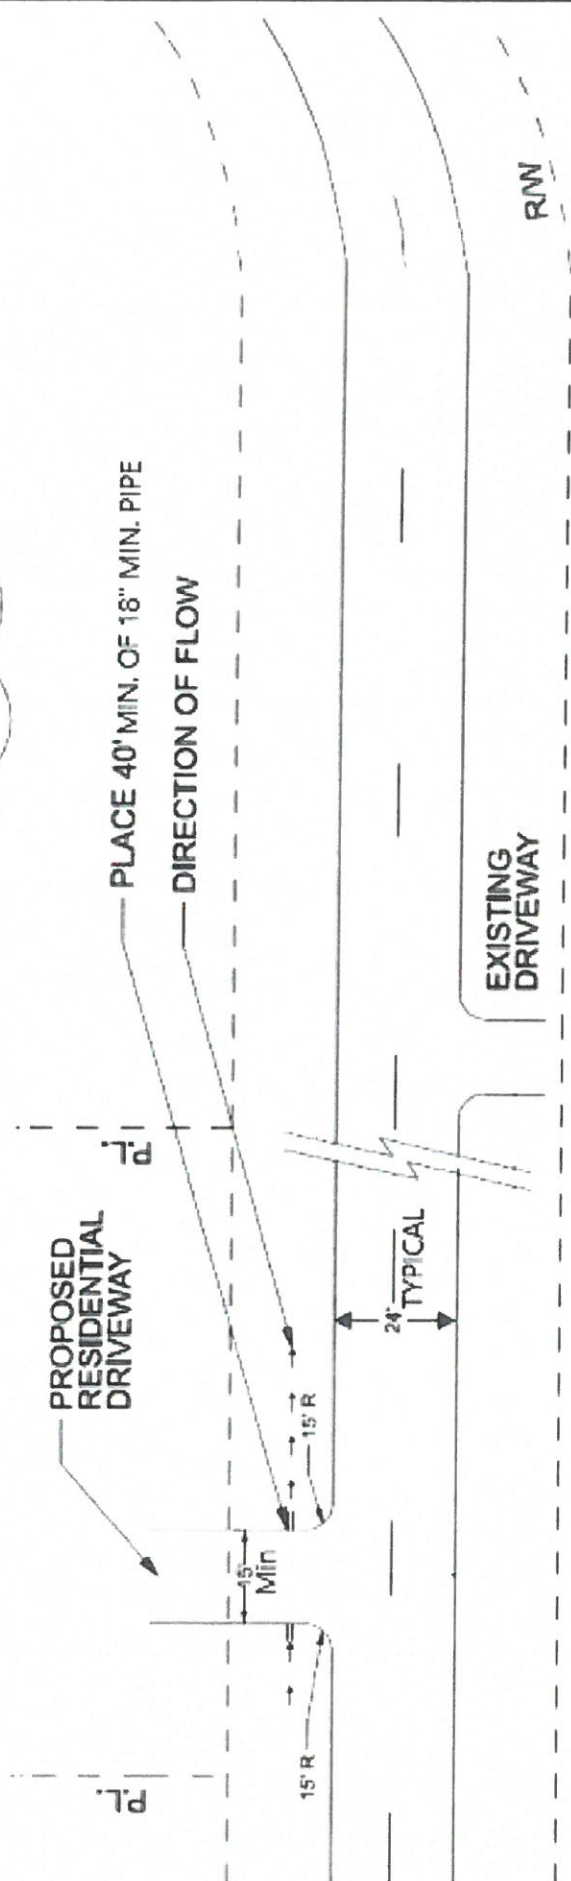 PROPOSED
RESIDENTIAL
DRIVEWAY
PLACE 40' MIN. OF 18" MIN. PIPE
DIRECTION OF FLOW
P.L.
P.L.
15'
Min
15' R
15' R
24'
TYPICAL
EXISTING
DRIVEWAY
R/W